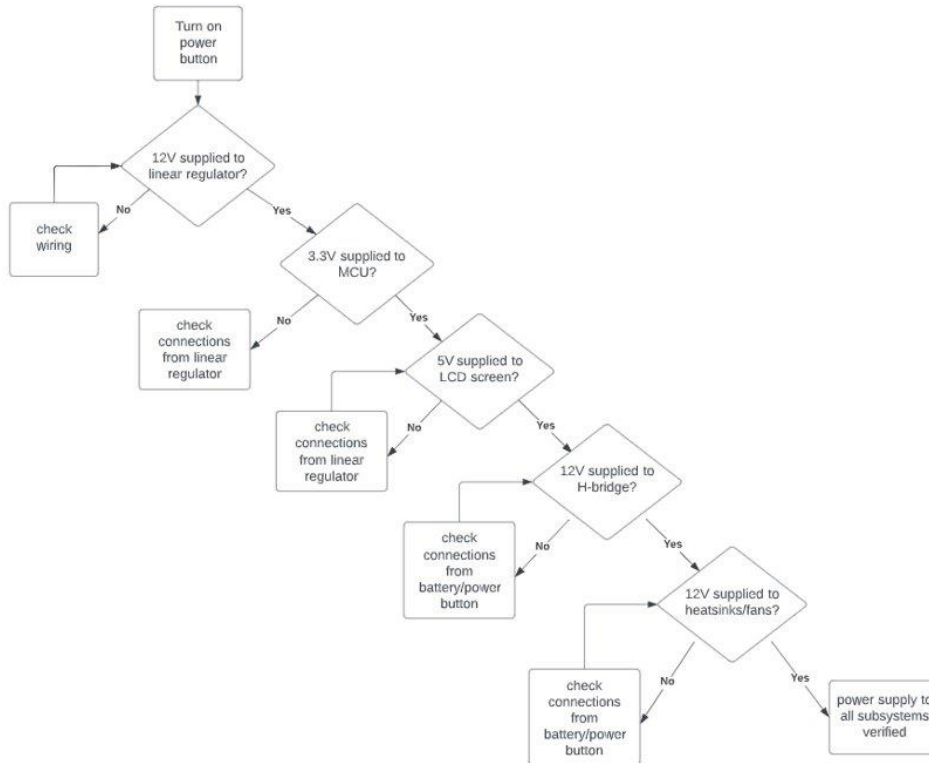 Turn on
power
button
12V supplied to
linear regulator?
No
Yes
check
wiring
3.3V supplied to
MCU?
No
Yes
check
connections
from linear
regulator
5V supplied to
LCD screen?
No
Yes
check
connections
from linear
regulator
12V supplied to
H-bridge?
No
Yes
check
connections
from
battery/power
button
12V supplied to
heatsinks/fans?
No
Yes
check
connections
from
battery/power
button
power supply to
all subsystems
verified